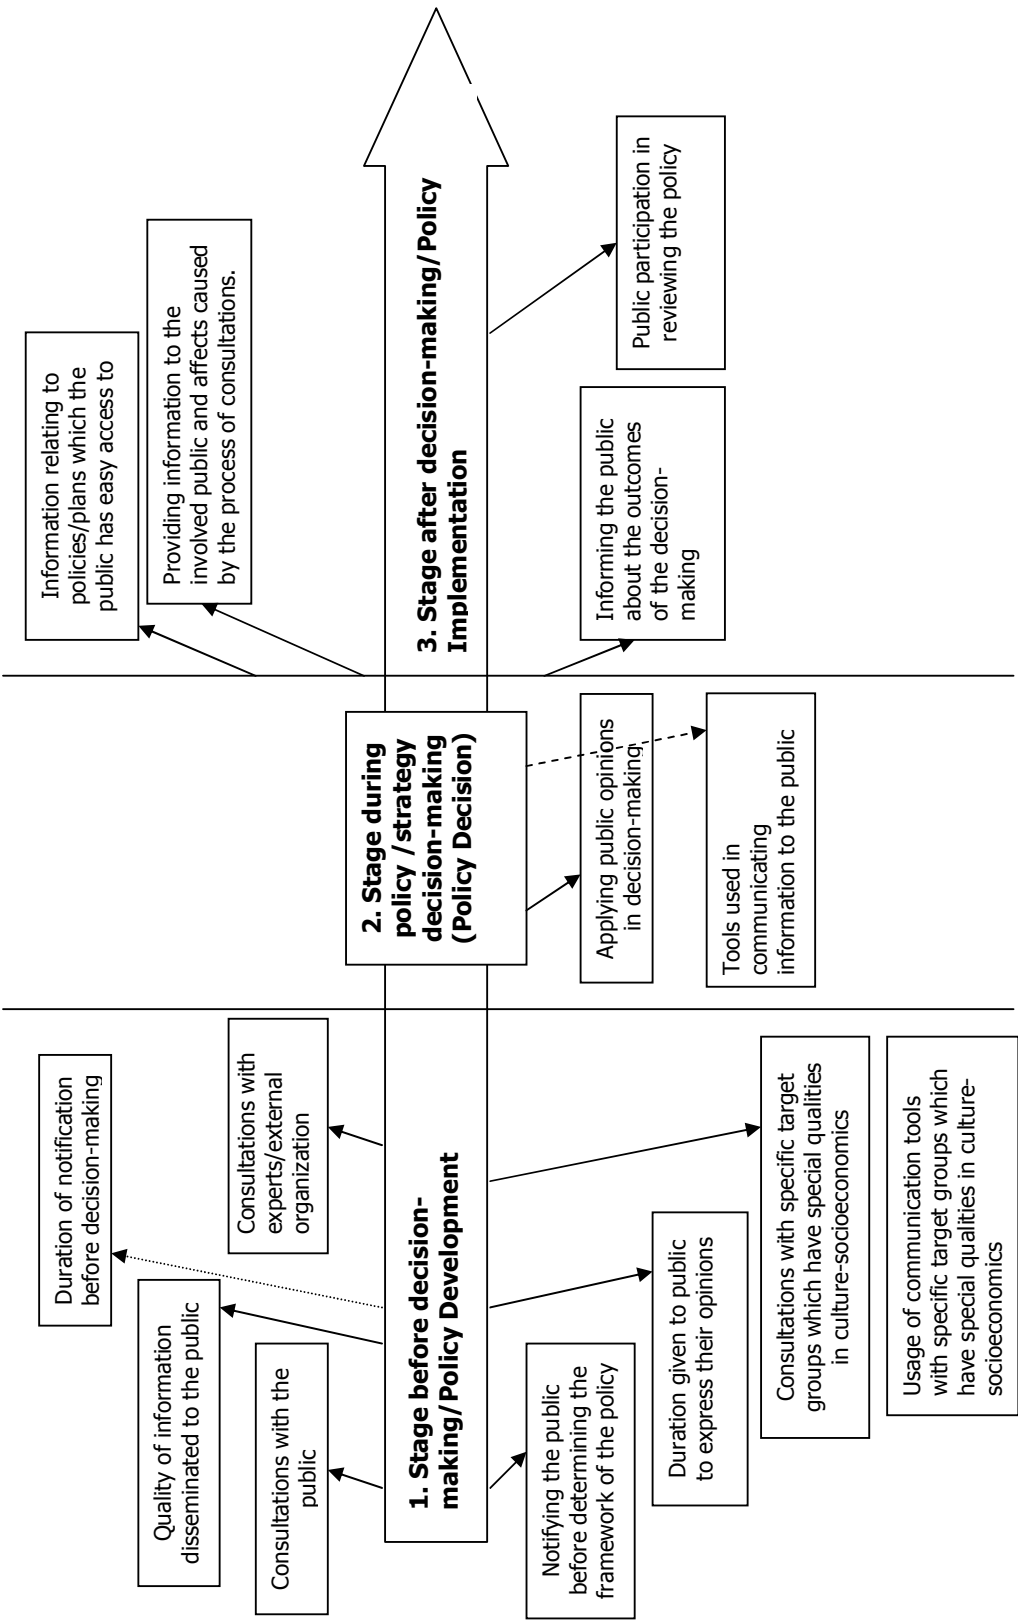 Duration of notification
before decision-making
Quality of information
disseminated to the public
Consultations with the
public
Consultations with
experts/external
organization
1. Stage before decision-
making/Policy Development
Notifying the public
before determining the
framework of the policy
Duration given to public
to express their opinions
Consultations with specific target
groups which have special qualities
in culture-socioeconomics
Usage of communication tools
with specific target groups which
have special qualities in culture-
socioeconomics
2. Stage during
policy /strategy
decision-making
(Policy Decision)
Applying public opinions
in decision-making
Tools used in
communicating
information to the public
Information relating to
policies/plans which the
public has easy access to
Providing information to the
involved public and affects caused
by the process of consultations.
3. Stage after decision-making/Policy
Implementation
Informing the public
about the outcomes
of the decision-
making
Public participation in
reviewing the policy